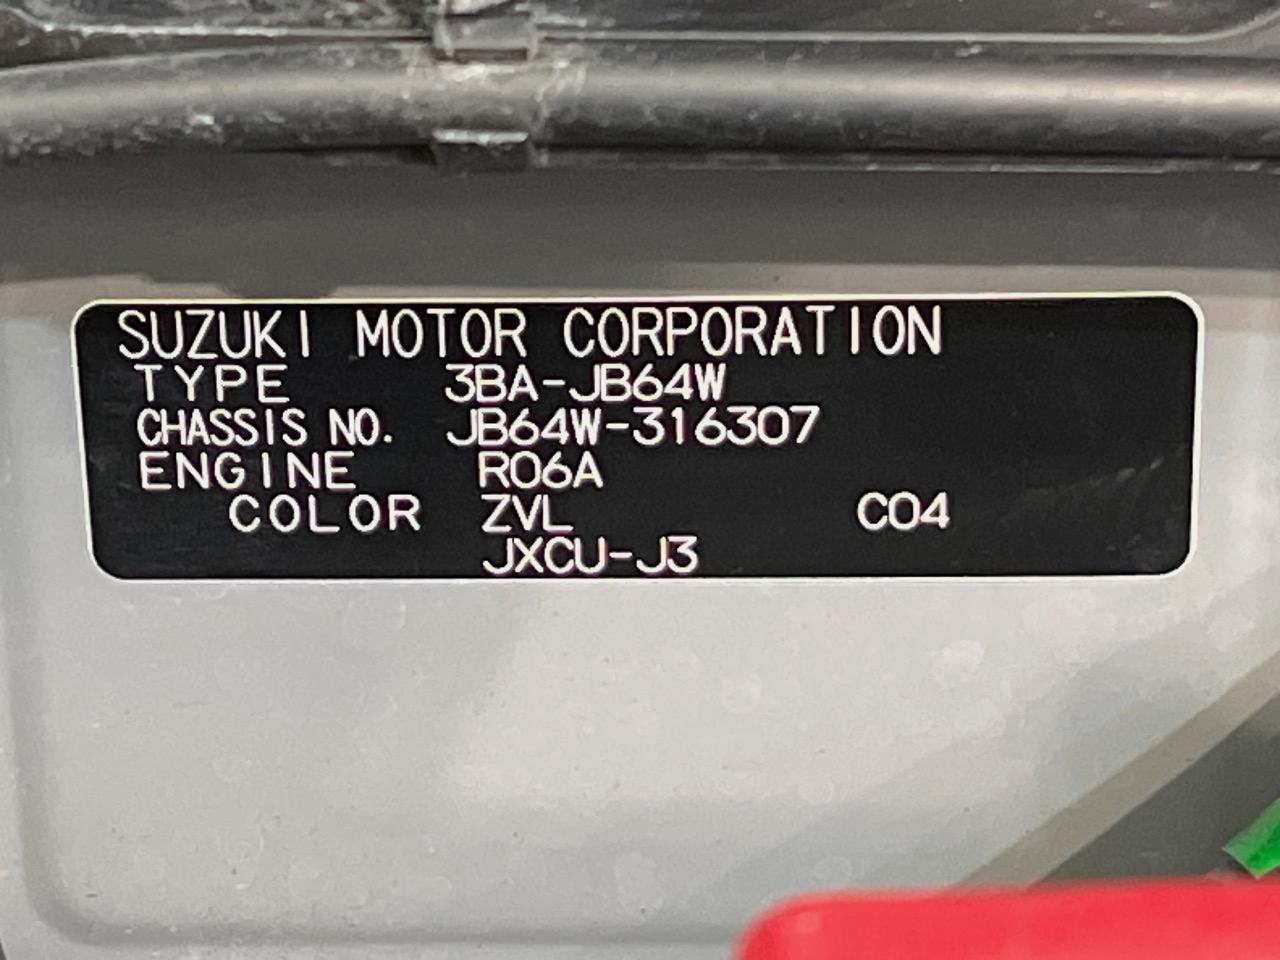 SUZUKI MOTOR CORPORATION
TYPE 3BA-JB64W
CHASSIS NO. JB64W-316307
ENGINE R06A
COLOR ZVL C04
JXCU-J3